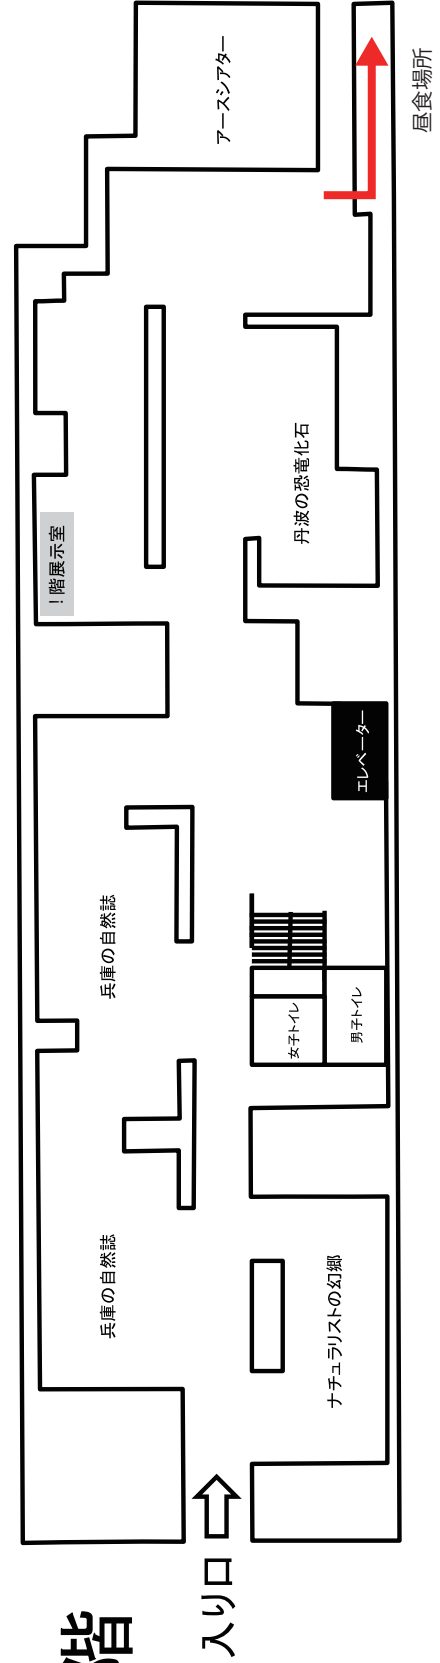 昼食場所
アースシアター
丹波の恐竜化石
！階展示室
エレベーター
兵庫の自然誌
女子トイレ
男子トイレ
兵庫の自然誌
ナチュラリストの幻郷
入り口
階